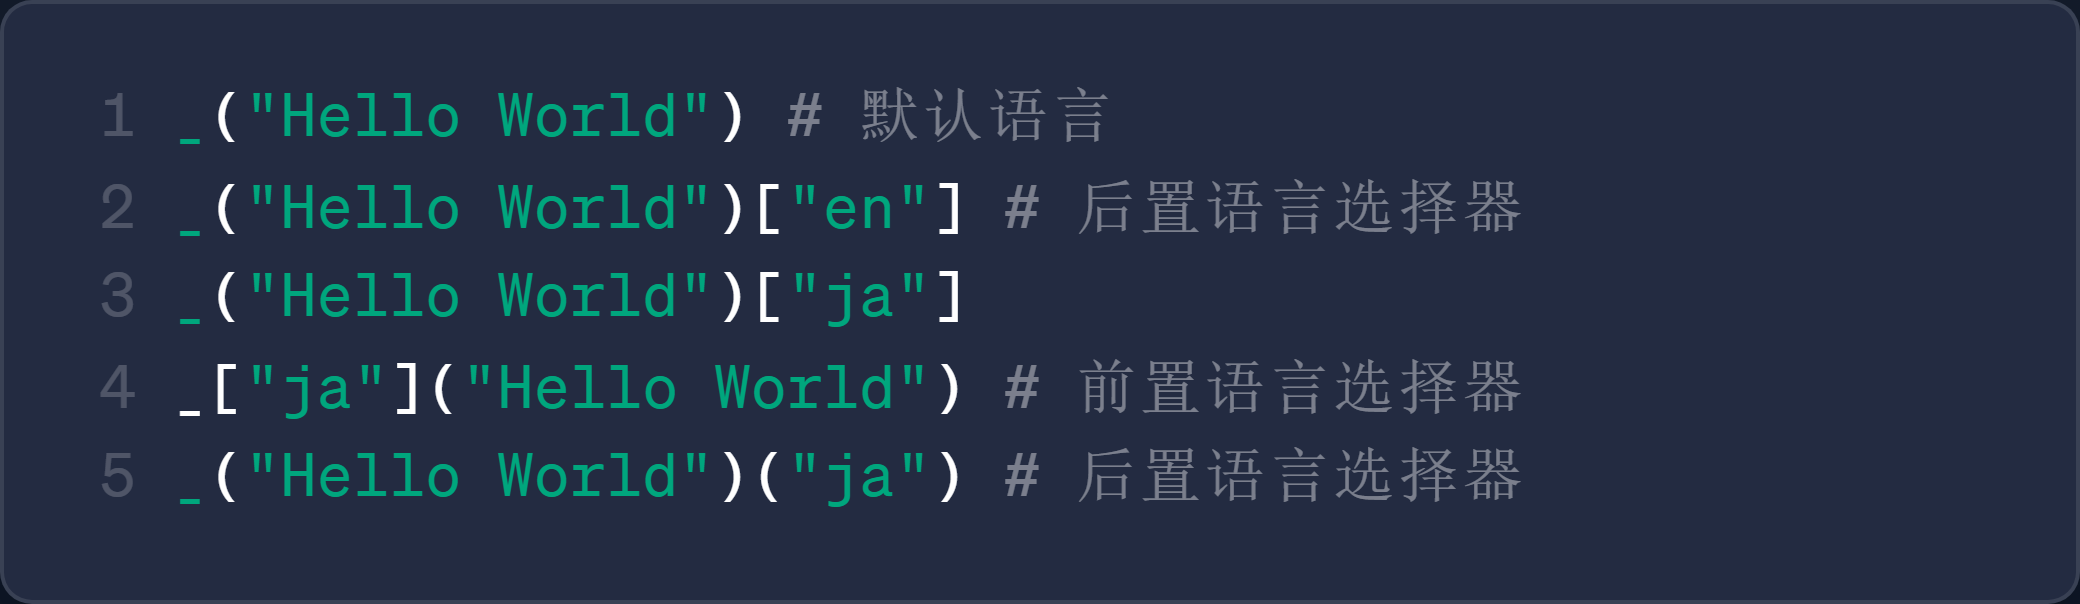 1 _("Hello World") # 默认语言
2 _("Hello World")["en"] # 后置语言选择器
3 _("Hello World")["ja"]
4 _["ja"]("Hello World") # 前置语言选择器
5 _("Hello World")("ja") # 后置语言选择器